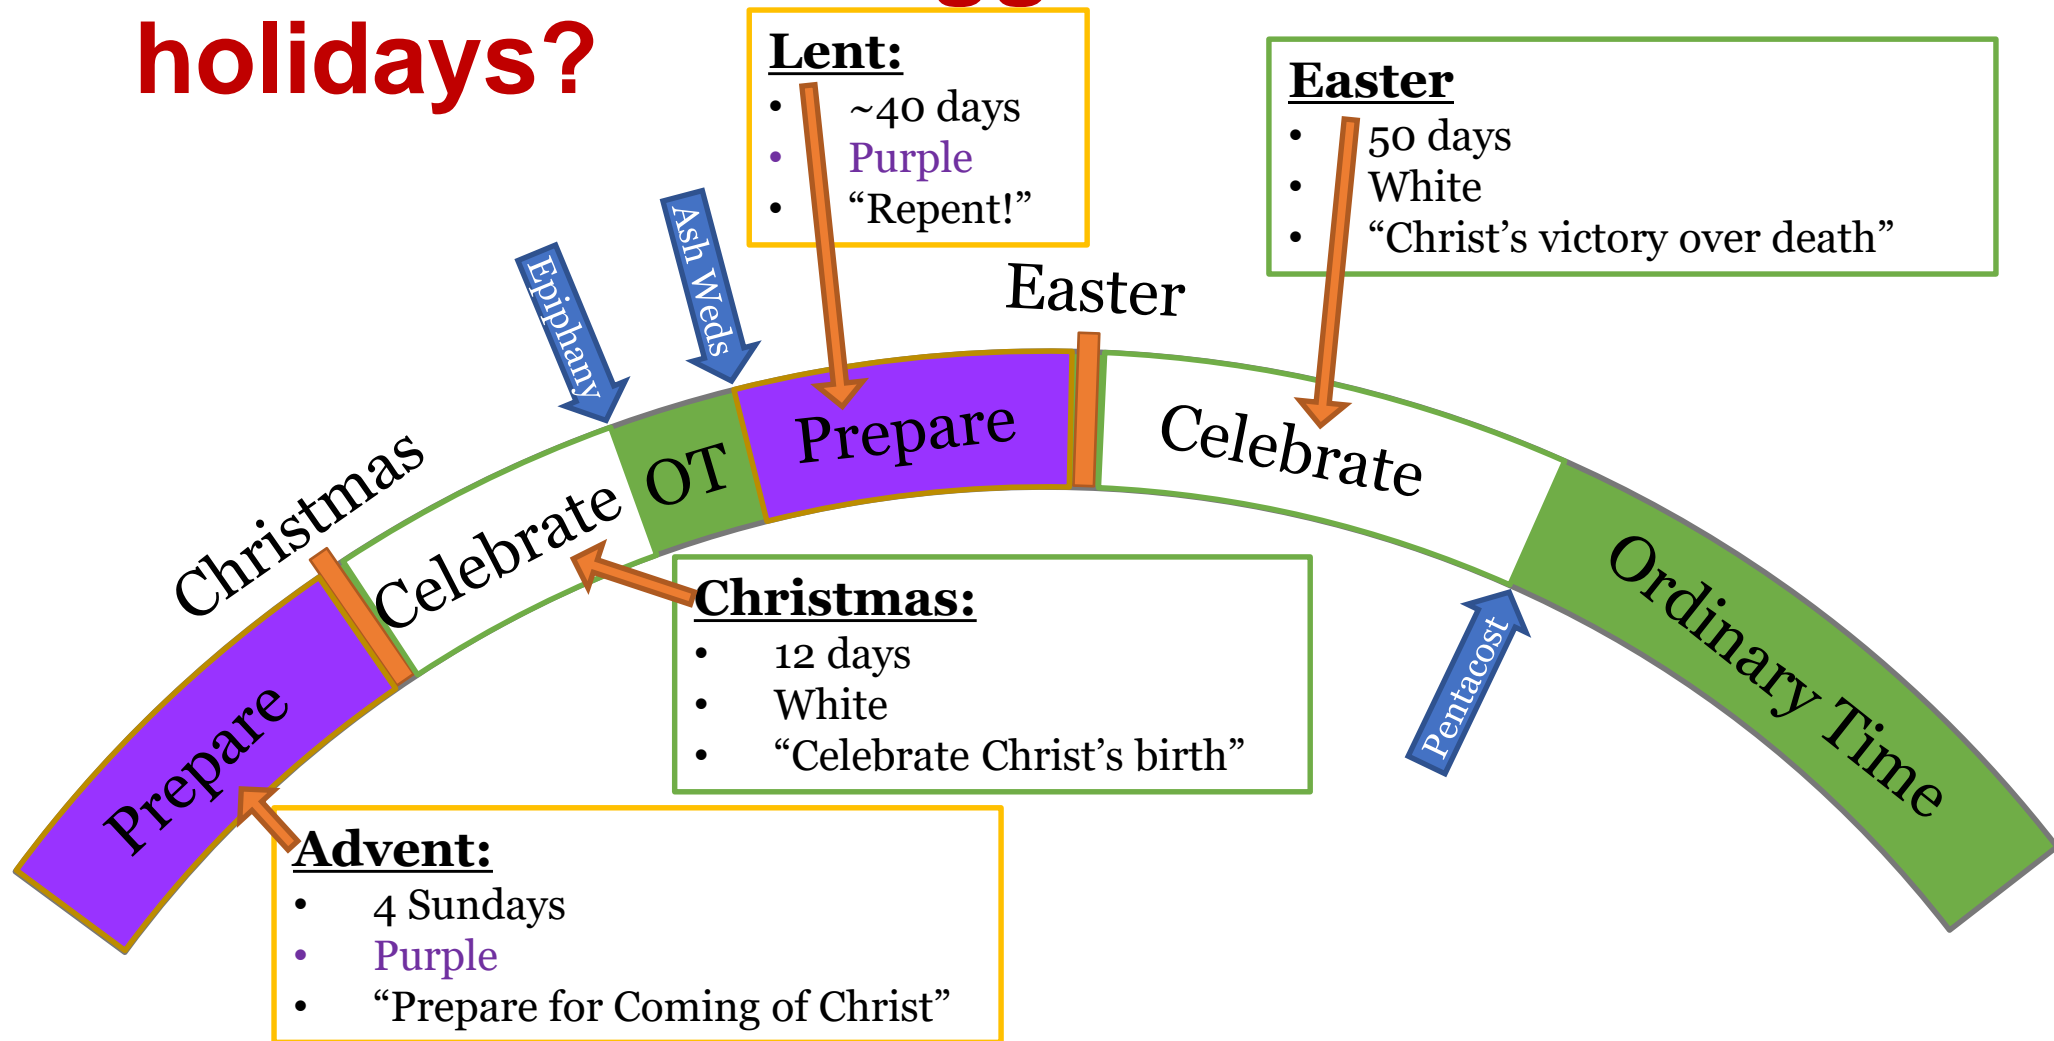 holidays?
Lent:
• ~40 days
• Purple
• “Repent!”
Easter
• 50 days
• White
• “Christ’s victory over death”
Epiphany
Ash Weds
Easter
Christmas
Prepare
Celebrate
OT
Prepare
Celebrate
Ordinary Time
Pentacost
Christmas:
• 12 days
• White
• “Celebrate Christ’s birth”
Advent:
• 4 Sundays
• Purple
• “Prepare for Coming of Christ”